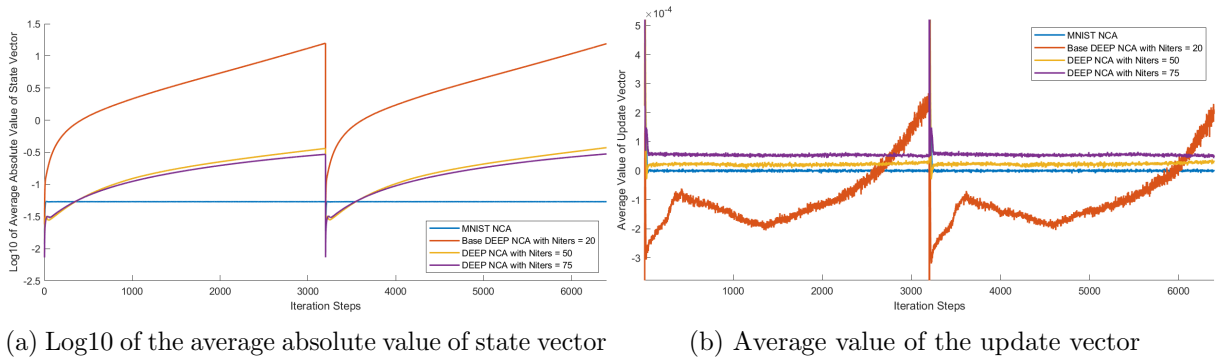 Log10 of Average Absolute Value of State Vector
1.5
1
0.5
0
-0.5
-1
-1.5
-2
-2.5
0
1000
2000
3000
4000
5000
6000
Iteration Steps
MNIST NCA
Base DEEP NCA with Niters = 20
DEEP NCA with Niters = 50
DEEP NCA with Niters = 75
(a) Log10 of the average absolute value of state vector
Average Value of Update Vector
×10⁻⁴
5
4
3
2
1
0
-1
-2
-3
1000
2000
3000
4000
5000
6000
Iteration Steps
MNIST NCA
Base DEEP NCA with Niters = 20
DEEP NCA with Niters = 50
DEEP NCA with Niters = 75
(b) Average value of the update vector